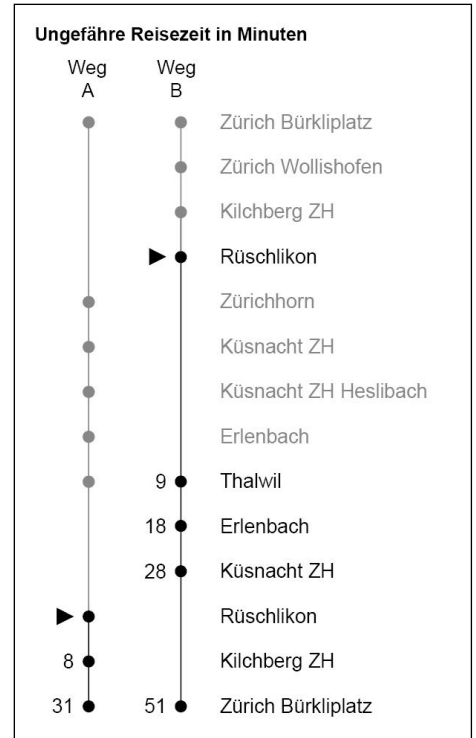 Ungefähre Reisezeit in Minuten
Weg Weg
A B
Zürich Bürkliplatz
Zürich Wollishofen
Kilchberg ZH
Rüschlikon
Zürichhorn
Küsnacht ZH
Küsnacht ZH Heslibach
Erlenbach
9 Thalwil
18 Erlenbach
28 Küsnacht ZH
Rüschlikon
8 Kilchberg ZH
31 51 Zürich Bürkliplatz